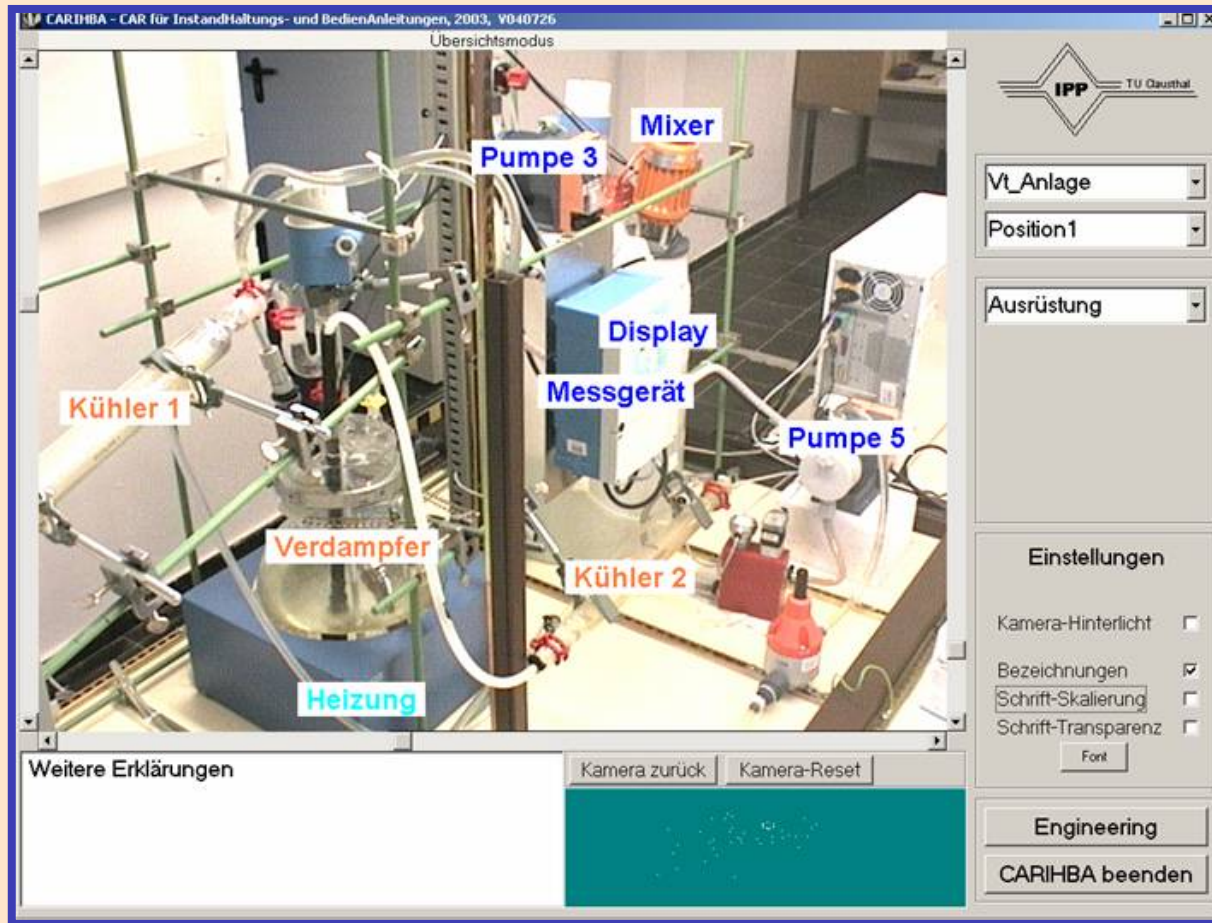 CARIHBA - CAR für InstandHaltungs- und BedienAnleitungen, 2003, V040726
Übersichtsmodus
IPP
TU Clausthal
Mixer
Pumpe 3
Vt_Anlage
Position1
Ausrüstung
Display
Messgerät
Kühler 1
Pumpe 5
Verdampfer
Kühler 2
Heizung
Einstellungen
Kamera-Hinterlicht
Bezeichnungen
Schrift-Skalierung
Schrift-Transparenz
Font
Weitere Erklärungen
Kamera zurück
Kamera-Reset
Engineering
CARIHBA beenden